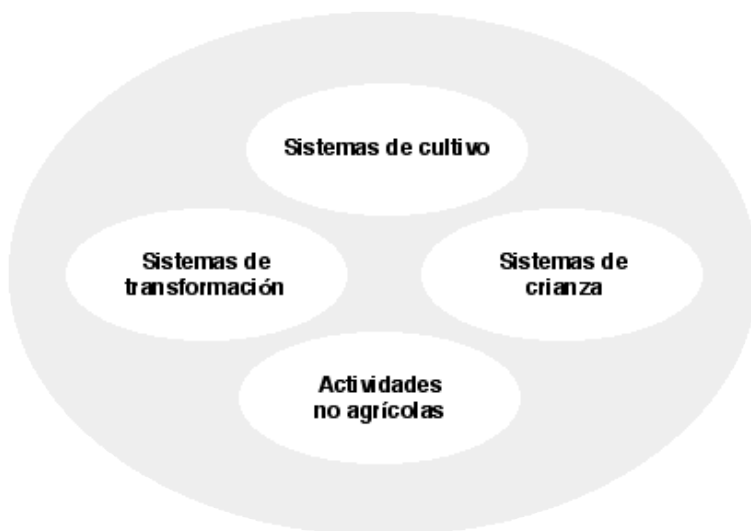 Sistemas de cultivo
Sistemas de
transformación
Sistemas de
crianza
Actividades
no agrícolas